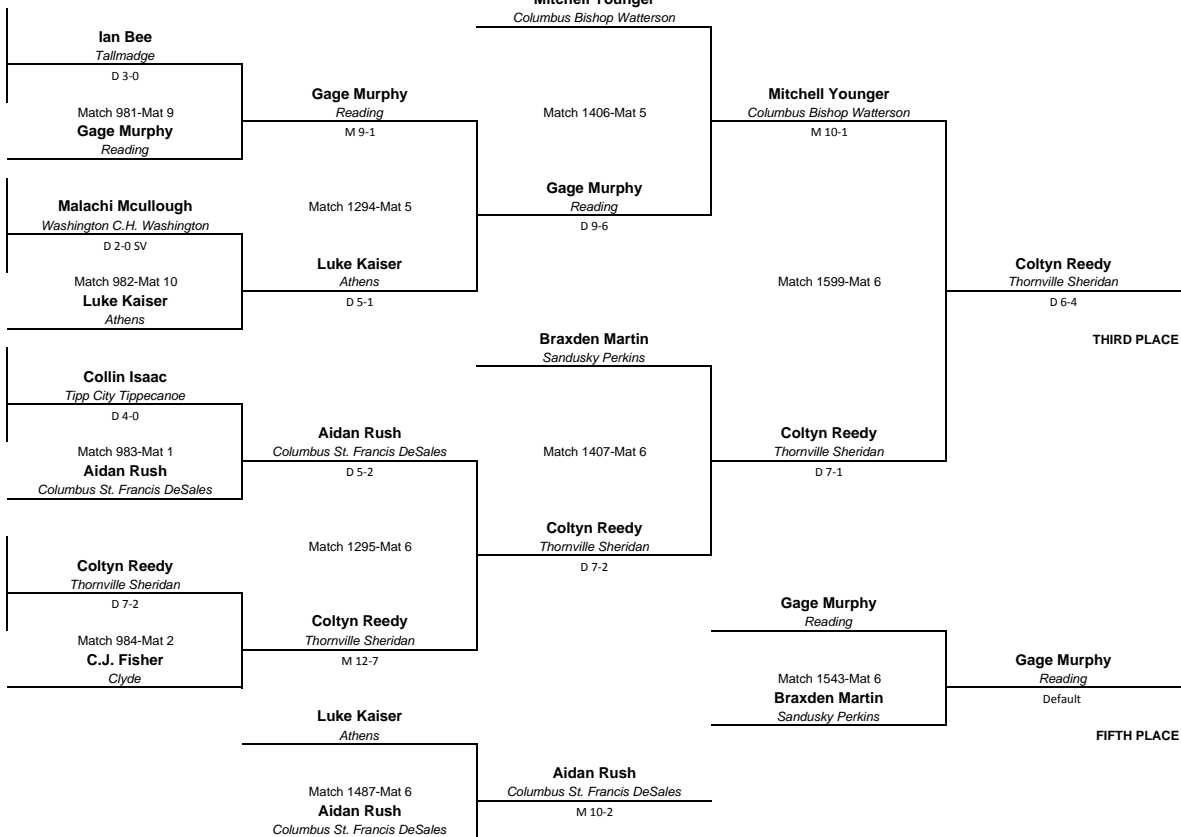 Mitchell Younger
Columbus Bishop Watterson
Ian Bee
Tallmadge
D 3-0
Match 981-Mat 9
Gage Murphy
Reading
Gage Murphy
Reading
M 9-1
Match 1406-Mat 5
Mitchell Younger
Columbus Bishop Watterson
M 10-1
Malachi Mcullough
Washington C.H. Washington
D 2-0 SV
Match 982-Mat 10
Luke Kaiser
Athens
Match 1294-Mat 5
Luke Kaiser
Athens
D 5-1
Gage Murphy
Reading
D 9-6
Match 1599-Mat 6
Coltyn Reedy
Thornville Sheridan
D 6-4
THIRD PLACE
Collin Isaac
Tipp City Tippecanoe
D 4-0
Match 983-Mat 1
Aidan Rush
Columbus St. Francis DeSales
Aidan Rush
Columbus St. Francis DeSales
D 5-2
Braxden Martin
Sandusky Perkins
Match 1407-Mat 6
Coltyn Reedy
Thornville Sheridan
D 7-1
Coltyn Reedy
Thornville Sheridan
D 7-2
Match 984-Mat 2
C.J. Fisher
Clyde
Match 1295-Mat 6
Coltyn Reedy
Thornville Sheridan
M 12-7
Coltyn Reedy
Thornville Sheridan
D 7-2
Gage Murphy
Reading
Match 1543-Mat 6
Braxden Martin
Sandusky Perkins
Gage Murphy
Reading
Default
FIFTH PLACE
Luke Kaiser
Athens
Match 1487-Mat 6
Aidan Rush
Columbus St. Francis DeSales
Aidan Rush
Columbus St. Francis DeSales
M 10-2